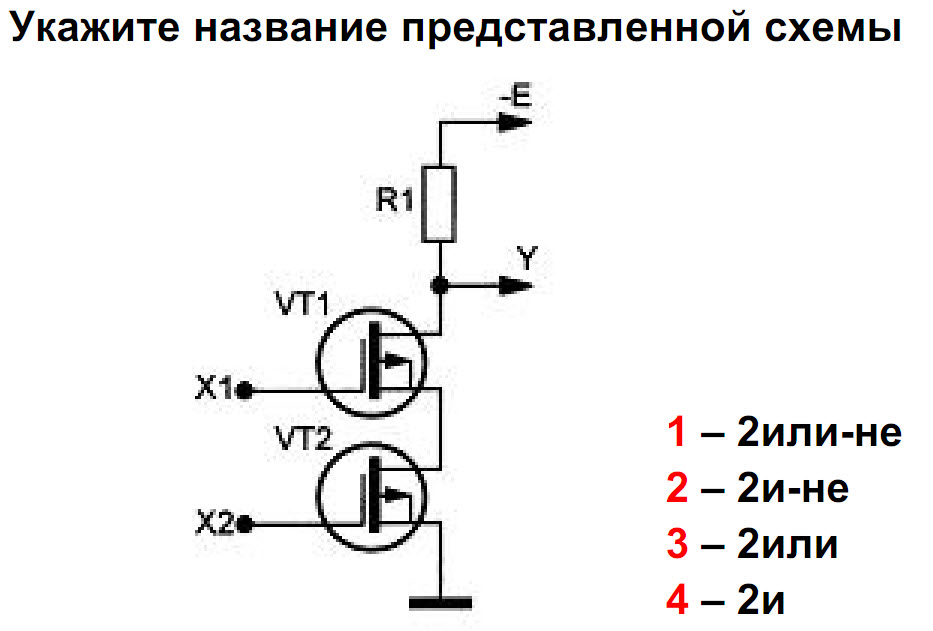 Укажите название представленной схемы
-E
R1
Y
VT1
X1
VT2
X2
1 – 2или-не
2 – 2и-не
3 – 2или
4 – 2и